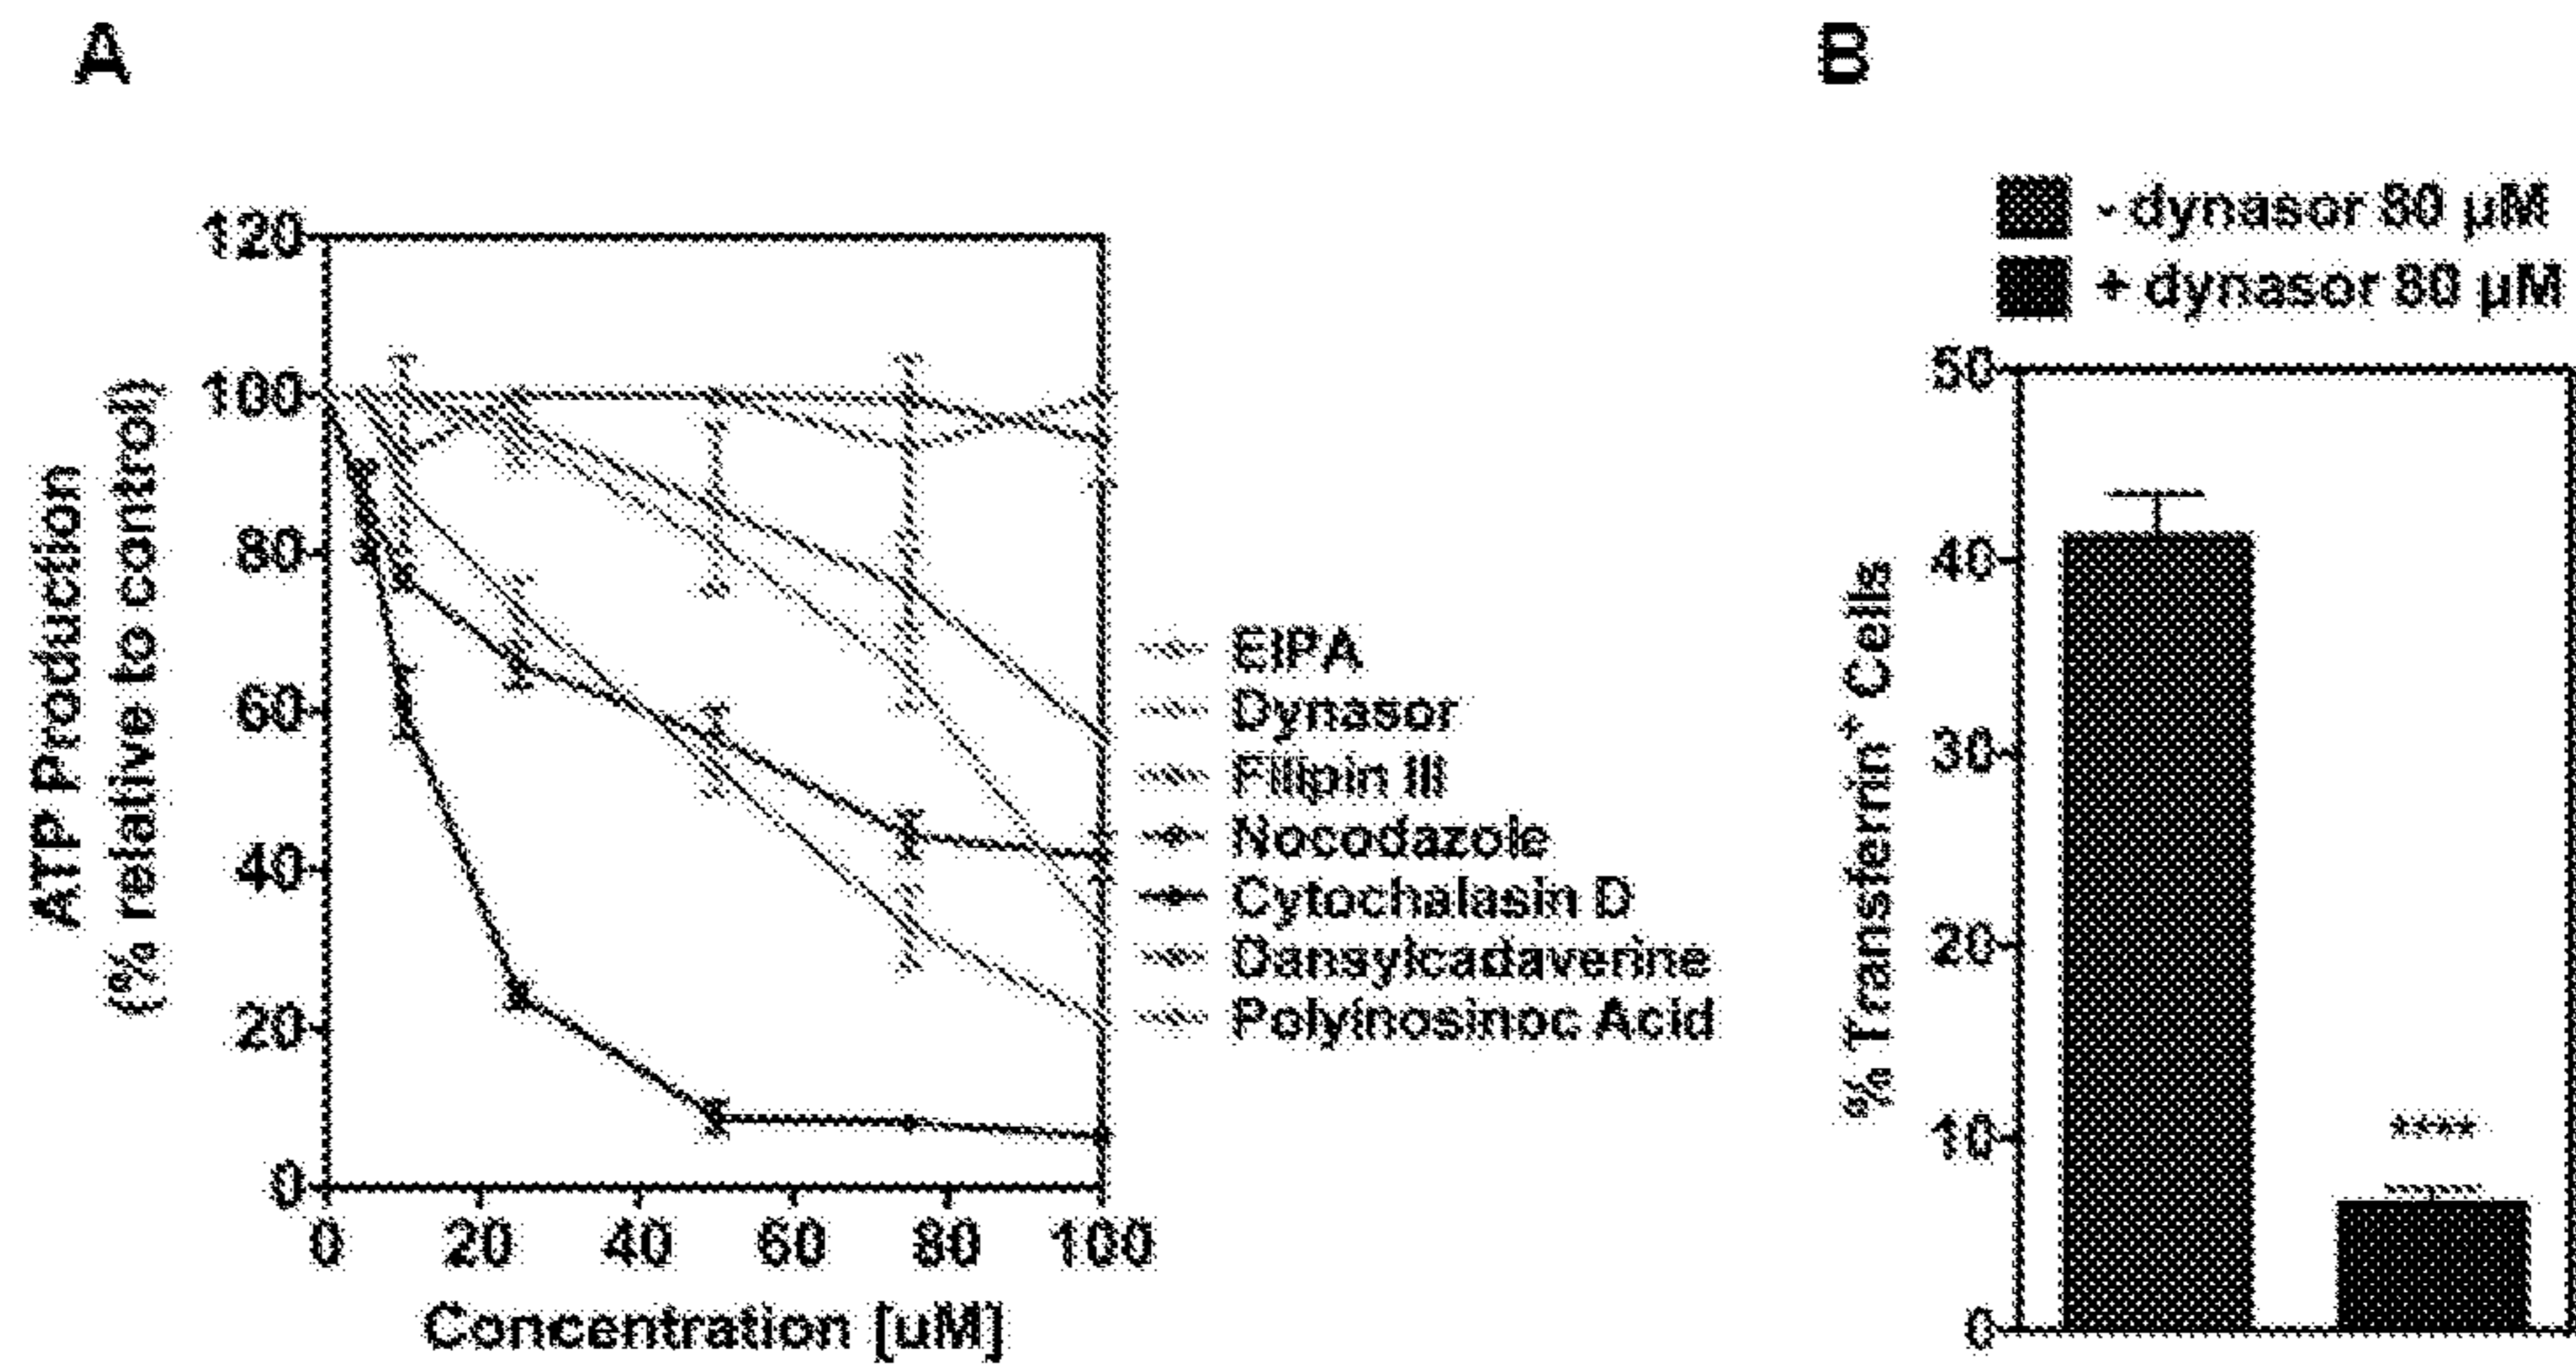 A
120
100
80
60
40
20
0
ATP Production
(% relative to control)
0 20 40 60 80 100
Concentration [uM]
EIPA
Dynasor
Filipin III
Nocodazole
Cytochalasin D
Dansylcadaverine
Polyinosinoc Acid
B
- dynasor 80 µM
+ dynasor 80 µM
50
40
30
20
10
0
% Transferrin⁺ Cells
****